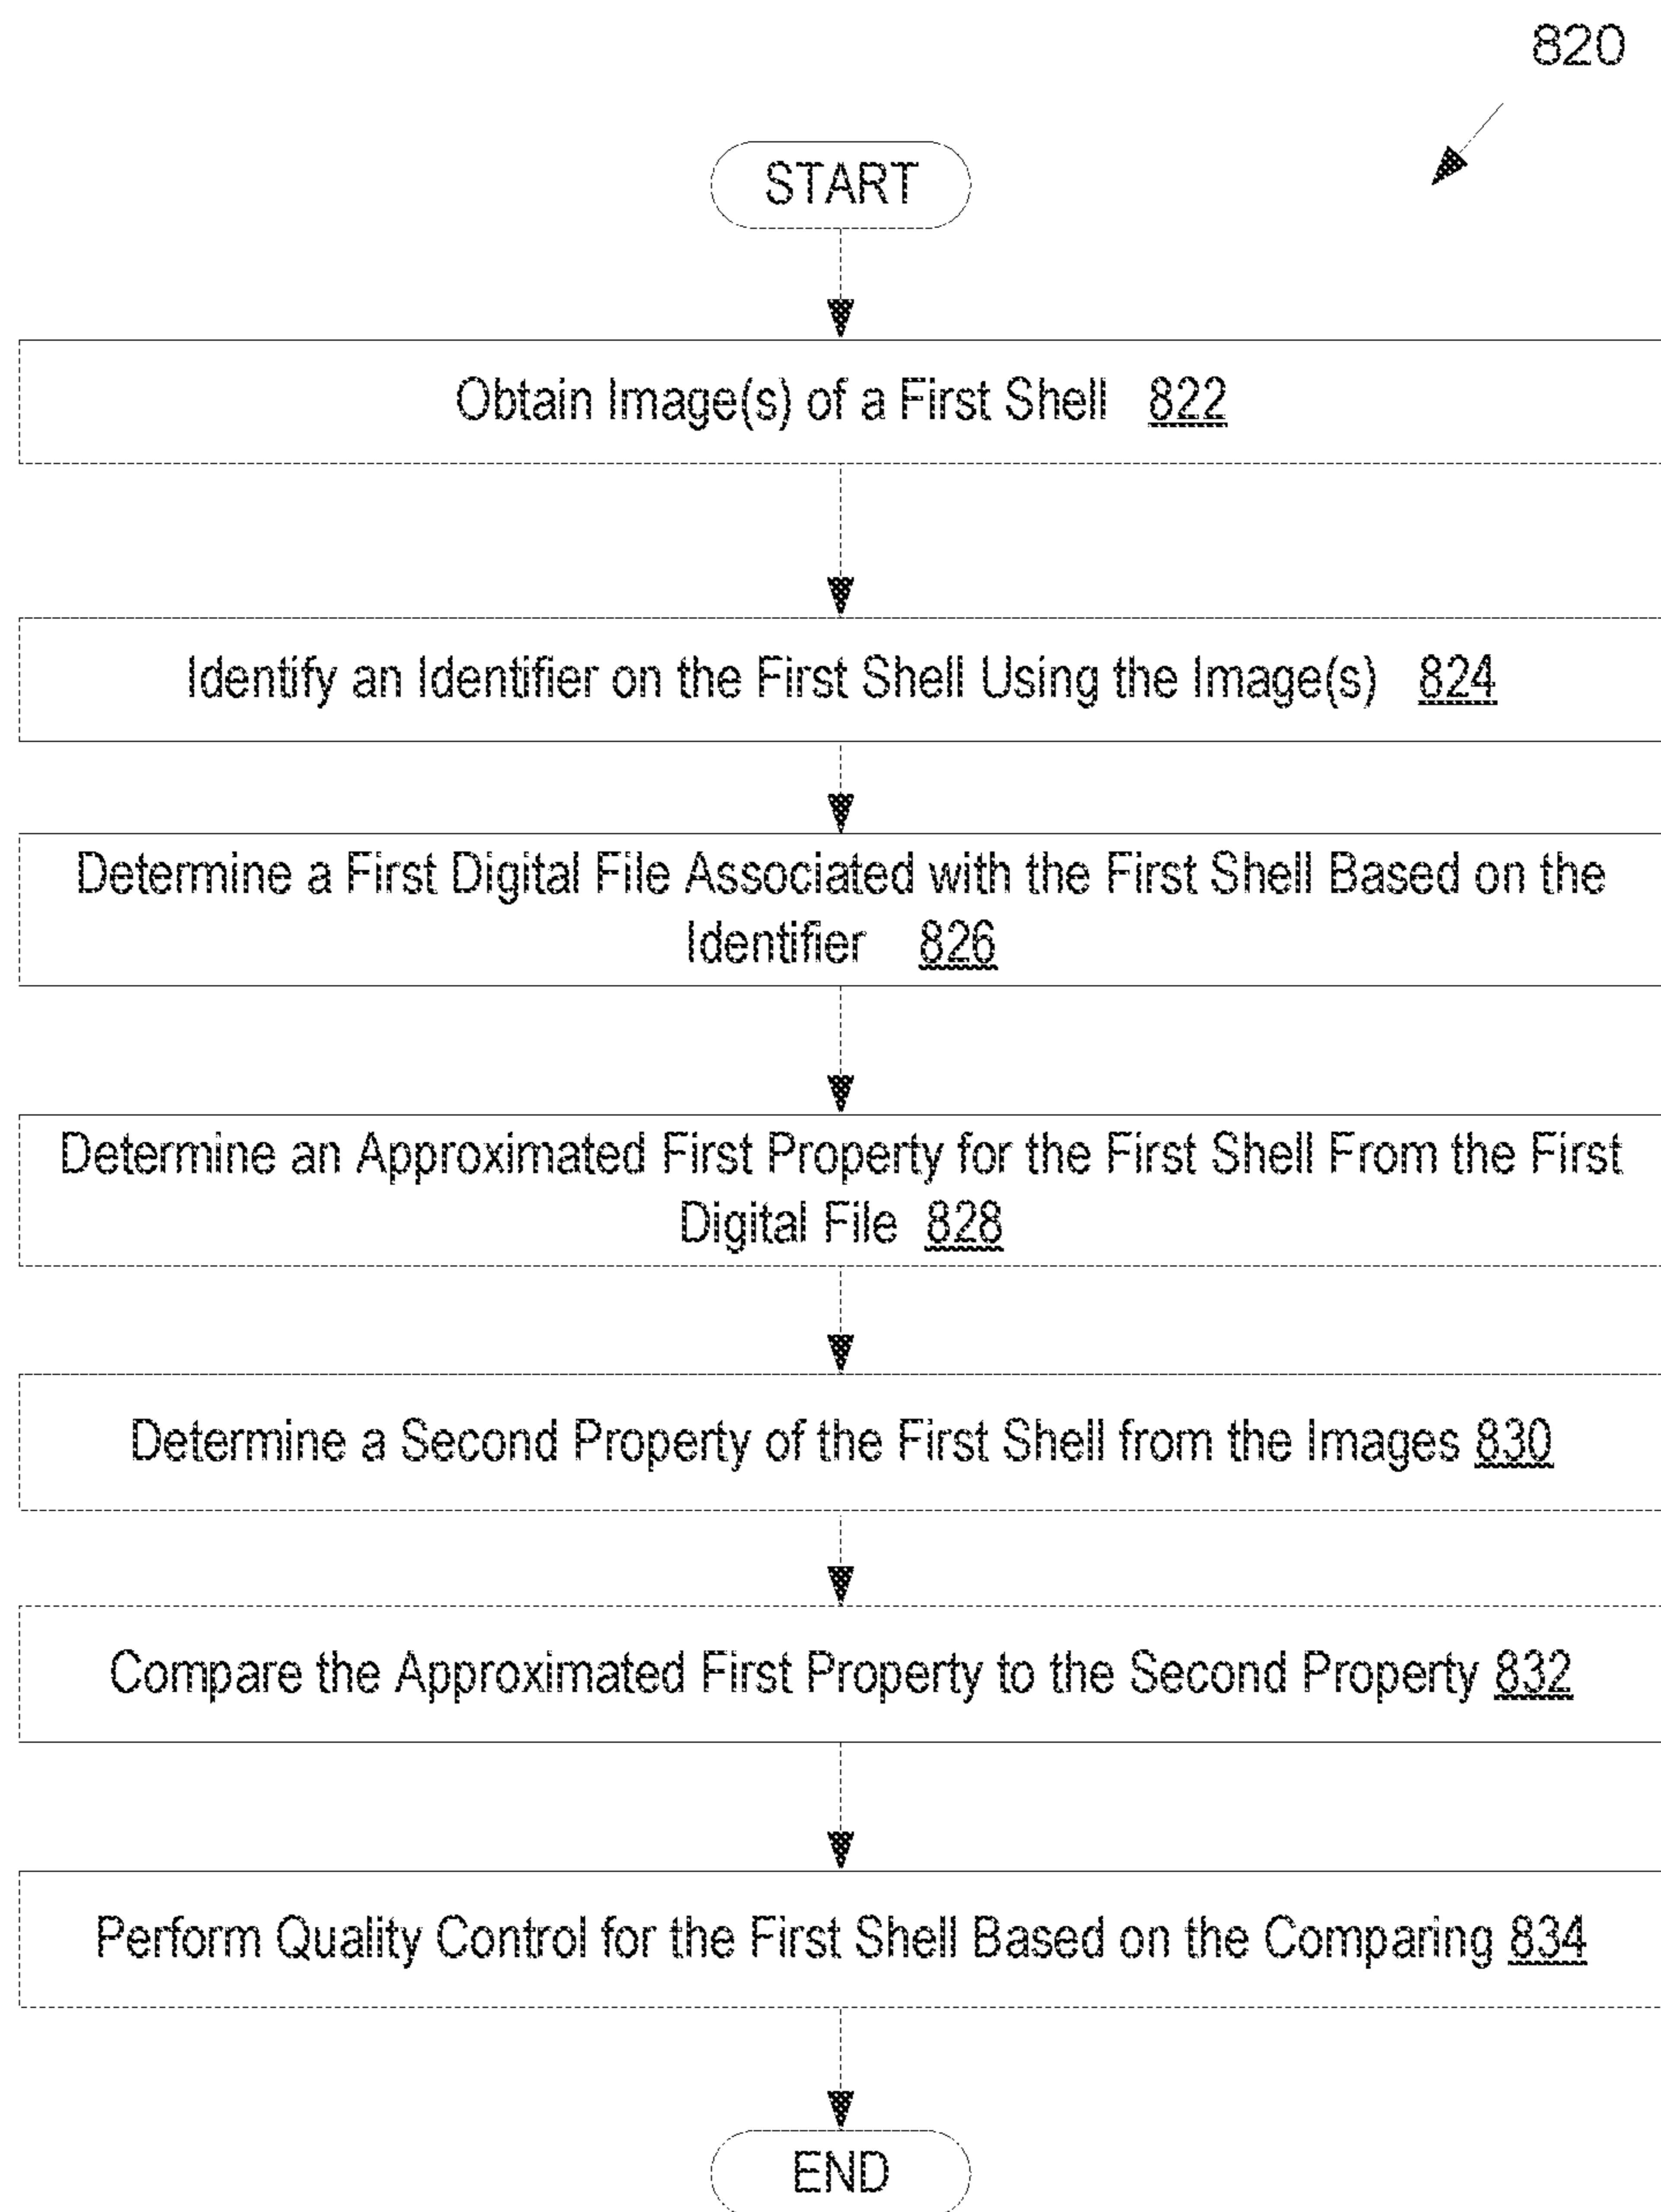 820
START
Obtain Image(s) of a First Shell 822
Identify an Identifier on the First Shell Using the Image(s) 824
Determine a First Digital File Associated with the First Shell Based on the
Identifier 826
Determine an Approximated First Property for the First Shell From the First
Digital File 828
Determine a Second Property of the First Shell from the Images 830
Compare the Approximated First Property to the Second Property 832
Perform Quality Control for the First Shell Based on the Comparing 834
END